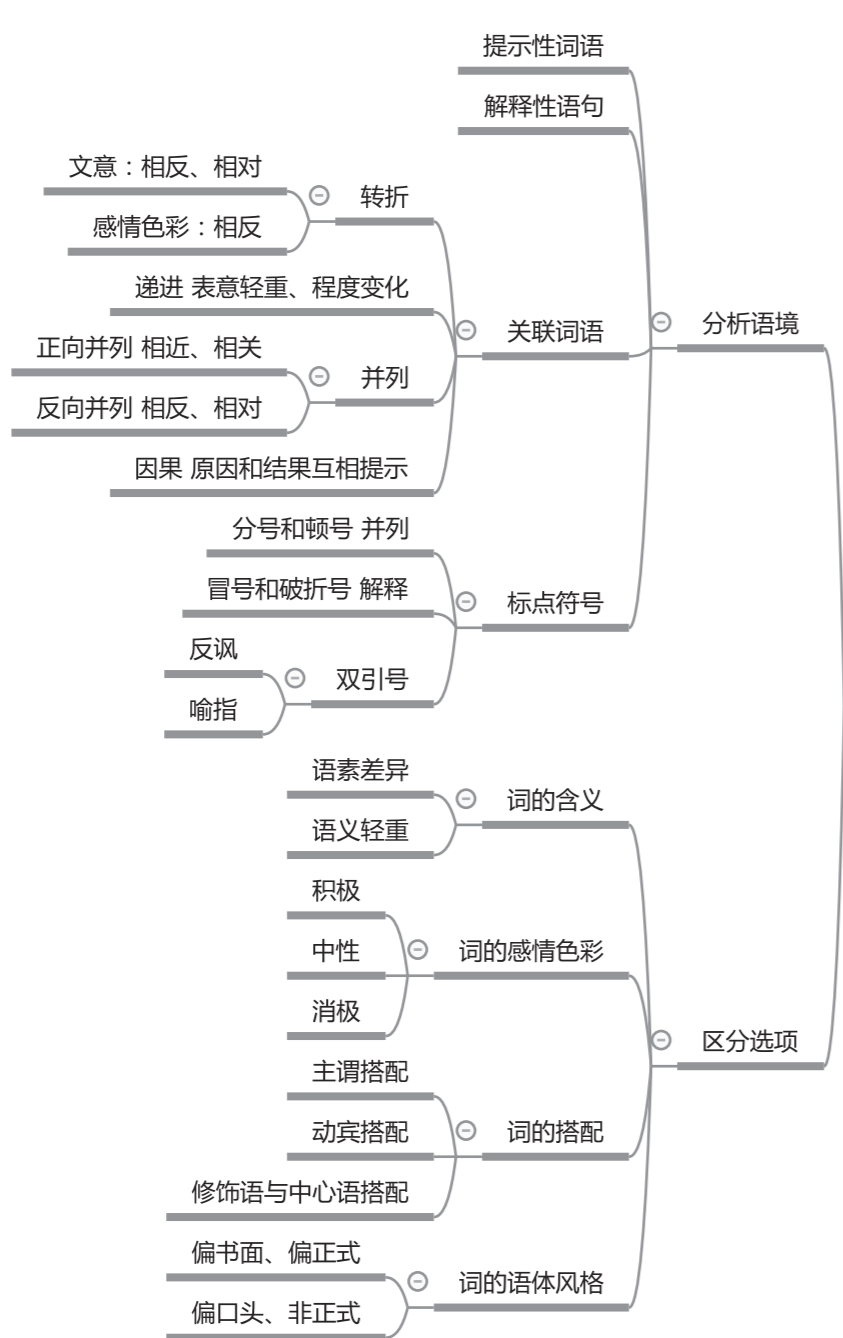 提示性词语
解释性语句
文意：相反、相对
转折
感情色彩：相反
递进 表意轻重、程度变化
关联词语
分析语境
正向并列 相近、相关
并列
反向并列 相反、相对
因果 原因和结果互相提示
分号和顿号 并列
冒号和破折号 解释
标点符号
反讽
双引号
喻指
语素差异
词的含义
语义轻重
积极
中性
词的感情色彩
消极
区分选项
主谓搭配
动宾搭配
词的搭配
修饰语与中心语搭配
偏书面、偏正式
词的语体风格
偏口头、非正式